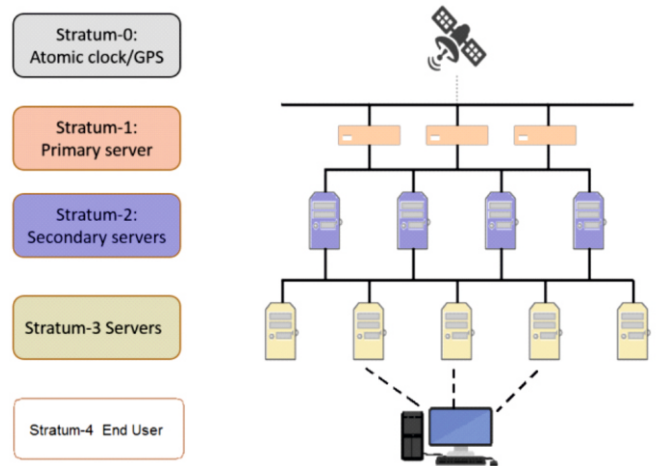 Stratum-0:
Atomic clock/GPS
Stratum-1:
Primary server
Stratum-2:
Secondary servers
Stratum-3 Servers
Stratum-4 End User